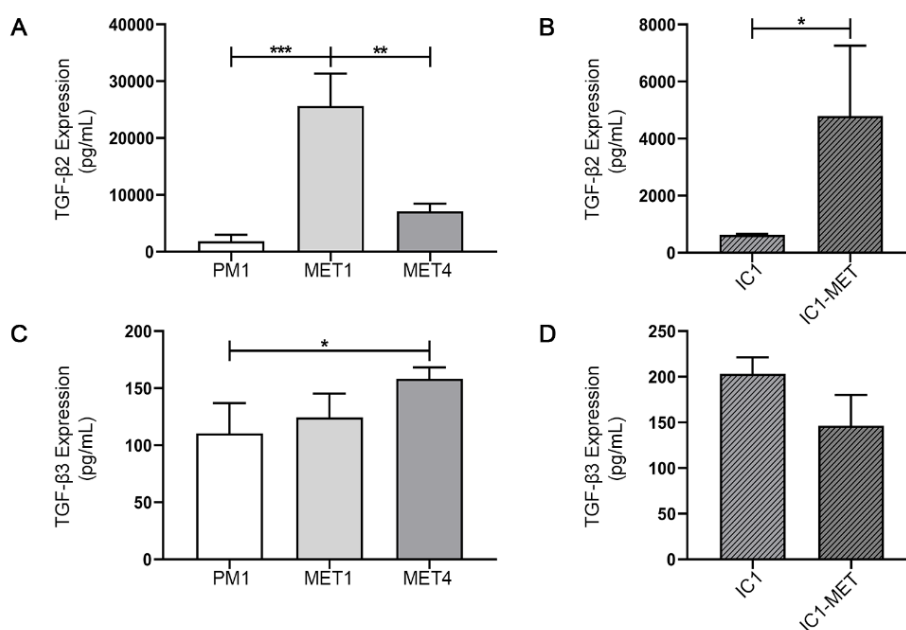 A
TGF-β2 Expression
(pg/mL)
40000
30000
20000
10000
0
***
**
PM1
MET1
MET4
B
TGF-β2 Expression
(pg/mL)
8000
6000
4000
2000
0
*
IC1
IC1-MET
C
TGF-β3 Expression
(pg/mL)
200
150
100
50
0
*
PM1
MET1
MET4
D
TGF-β3 Expression
(pg/mL)
250
200
150
100
50
0
IC1
IC1-MET